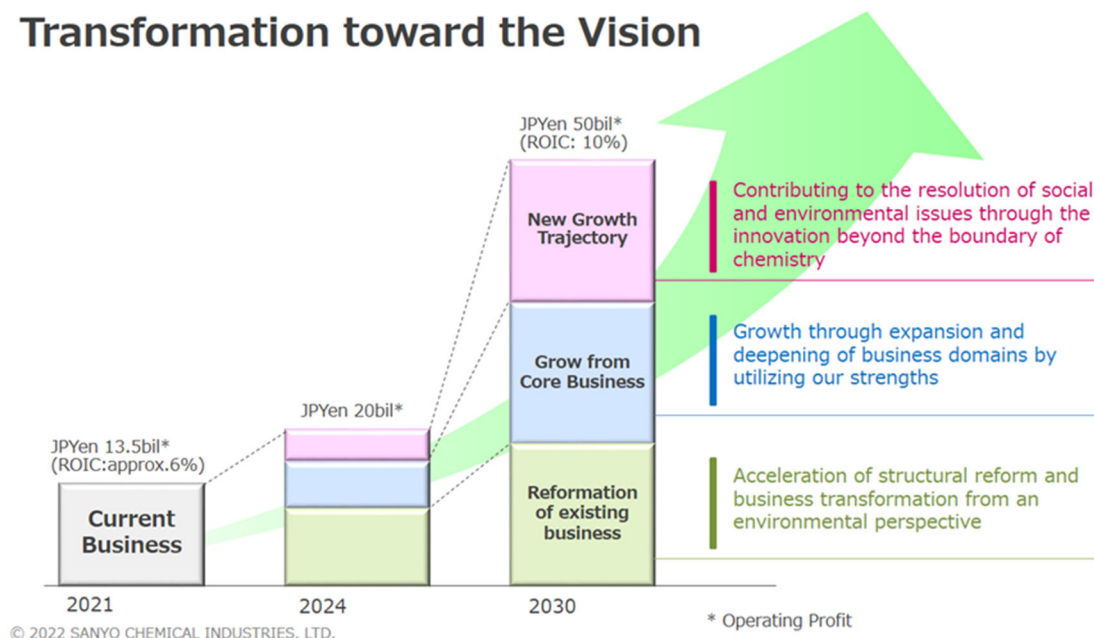 Transformation toward the Vision
JPYen 50bil*
(ROIC: 10%)
New Growth
Trajectory
Contributing to the resolution of social
and environmental issues through the
innovation beyond the boundary of
chemistry
Grow from
Core Business
Growth through expansion and
deepening of business domains by
utilizing our strengths
JPYen 20bil*
JPYen 13.5bil*
(ROIC:approx.6%)
Current
Business
Reformation
of existing
business
Acceleration of structural reform and
business transformation from an
environmental perspective
2021
2024
2030
* Operating Profit
© 2022 SANYO CHEMICAL INDUSTRIES, LTD.